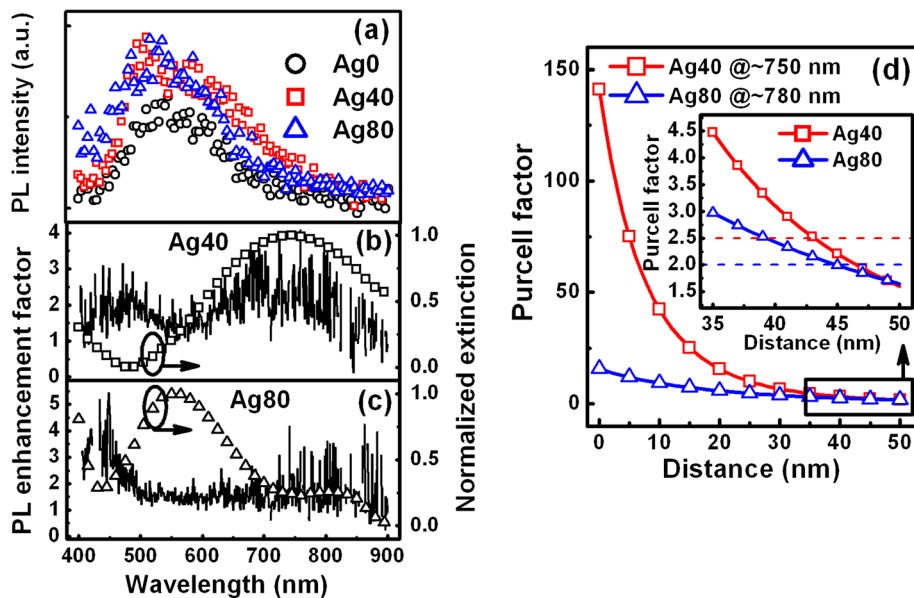 (a)
Ag0
Ag40
Ag80
PL intensity (a.u.)
(b)
Ag40
4
3
2
1
0
1.0
0.5
0.0
(c)
Ag80
5
4
3
2
1
0
1.0
0.5
0.0
PL enhancement factor
Normalized extinction
400 500 600 700 800 900
Wavelength (nm)
(d)
Ag40 @~750 nm
Ag80 @~780 nm
150
100
50
0
Purcell factor
0 10 20 30 40 50
Distance (nm)
Ag40
Ag80
4.5
4.0
3.5
3.0
2.5
2.0
1.5
Purcell factor
35 40 45 50
Distance (nm)